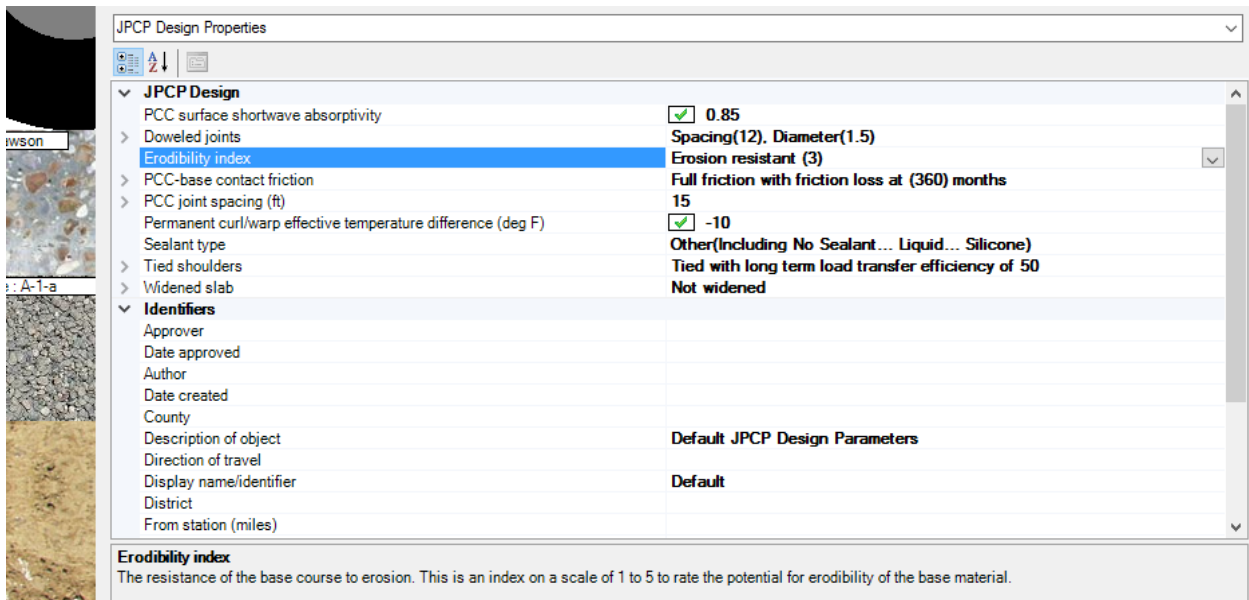 JPCP Design Properties
JPCP Design
PCC surface shortwave absorptivity 0.85
wson
Doweled joints Spacing(12), Diameter(1.5)
Erodibility index Erosion resistant (3)
PCC-base contact friction Full friction with friction loss at (360) months
PCC joint spacing (ft) 15
Permanent curl/warp effective temperature difference (deg F) -10
Sealant type Other(Including No Sealant... Liquid... Silicone)
Tied shoulders Tied with long term load transfer efficiency of 50
: A-1-a
Widened slab Not widened
Identifiers
Approver
Date approved
Author
Date created
County
Description of object Default JPCP Design Parameters
Direction of travel
Display name/identifier Default
District
From station (miles)
Erodibility index
The resistance of the base course to erosion. This is an index on a scale of 1 to 5 to rate the potential for erodibility of the base material.